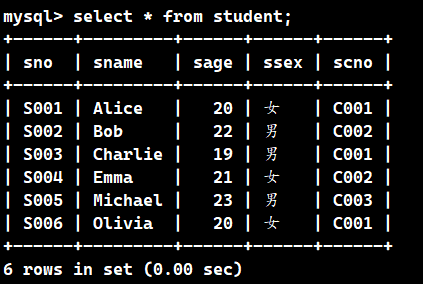 mysql> select * from student;
+------+---------+------+------+------+
| sno  | sname   | sage | ssex | scno |
+------+---------+------+------+------+
| S001 | Alice   |   20 | 女   | C001 |
| S002 | Bob     |   22 | 男   | C002 |
| S003 | Charlie |   19 | 男   | C001 |
| S004 | Emma    |   21 | 女   | C002 |
| S005 | Michael |   23 | 男   | C003 |
| S006 | Olivia  |   20 | 女   | C001 |
+------+---------+------+------+------+
6 rows in set (0.00 sec)